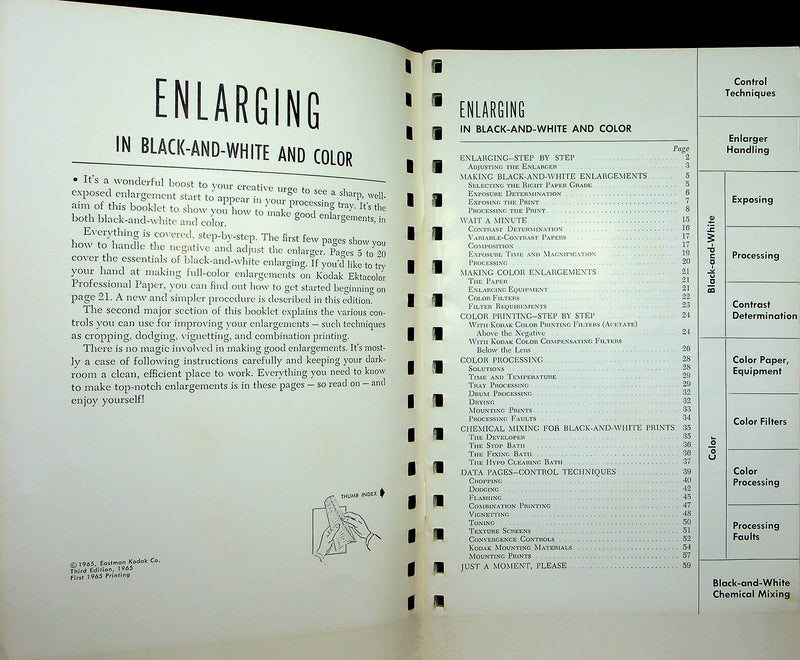 ENLARGING
IN BLACK-AND-WHITE AND COLOR
• It's a wonderful boost to your creative urge to see a sharp, well-
exposed enlargement start to appear in your processing tray. It's the
aim of this booklet to show you how to make good enlargements, in
both black-and-white and color.
Everything is covered, step-by-step. The first few pages show you
how to handle the negative and adjust the enlarger. Pages 5 to 20
cover the essentials of black-and-white enlarging. If you'd like to try
your hand at making full-color enlargements on Kodak Ektacolor
Professional Paper, you can find out how to get started beginning on
page 21. A new and simpler procedure is described in this edition.
The second major section of this booklet explains the various con-
trols you can use for improving your enlargements – such techniques
as cropping, dodging, vignetting, and combination printing.
There is no magic involved in making good enlargements. It's most-
ly a case of following instructions carefully and keeping your dark-
room a clean, efficient place to work. Everything you need to know
to make top-notch enlargements is in these pages – so read on – and
enjoy yourself!
THUMB INDEX
© 1965, Eastman Kodak Co.
Third Edition, 1965
First 1965 Printing
ENLARGING
IN BLACK-AND-WHITE AND COLOR
Page
ENLARGING—STEP BY STEP 2
Adjusting the Enlarger 3
MAKING BLACK-AND-WHITE ENLARGEMENTS 5
Selecting the Right Paper Grade 5
Exposure Determination 6
Exposing the Print 7
Processing the Print 8
WAIT A MINUTE 15
Contrast Determination 16
Variable-Contrast Papers 17
Composition 17
Exposure Time and Magnification 19
Processing 20
MAKING COLOR ENLARGEMENTS 21
The Paper 21
Enlarging Equipment 21
Color Filters 22
Filter Requirements 23
COLOR PRINTING—STEP BY STEP 24
With Kodak Color Printing Filters (Acetate)
Above the Negative 24
With Kodak Color Compensating Filters
Below the Lens 26
COLOR PROCESSING 28
Solutions 28
Time and Temperature 29
Tray Processing 29
Drum Processing 32
Drying 32
Mounting Prints 33
Processing Faults 34
CHEMICAL MIXING FOR BLACK-AND-WHITE PRINTS 35
The Developer 35
The Stop Bath 36
The Fixing Bath 36
The Hypo Clearing Bath 37
DATA PAGES—CONTROL TECHNIQUES 39
Cropping 40
Dodging 42
Flashing 45
Combination Printing 47
Vignetting 48
Toning 50
Texture Screens 51
Convergence Controls 52
Kodak Mounting Materials 54
Mounting Prints 57
JUST A MOMENT, PLEASE 59
Control
Techniques
Enlarger
Handling
Black-and-White
Exposing
Processing
Contrast
Determination
Color
Color Paper,
Equipment
Color Filters
Color
Processing
Processing
Faults
Black-and-White
Chemical Mixing